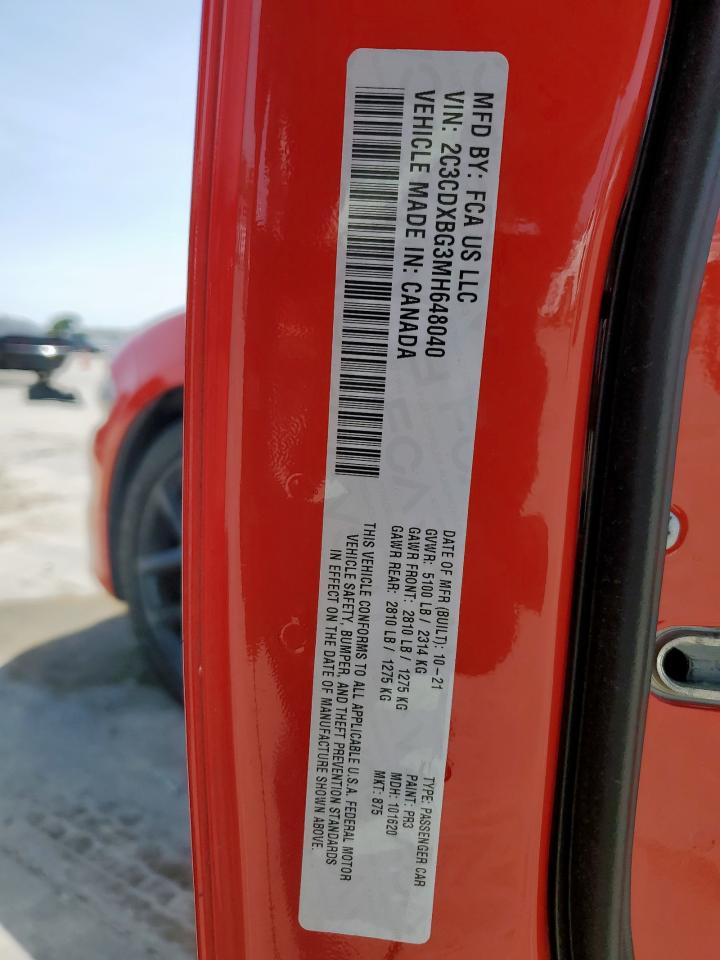 MFD BY: FCA US LLC
VIN: 2C3CDXBG3MH648040
VEHICLE MADE IN: CANADA
DATE OF MFR (BUILT): 10-21
GVWR: 5100 LB / 2314 KG
GAWR FRONT: 2810 LB / 1275 KG
GAWR REAR: 2810 LB / 1275 KG
TYPE: PASSENGER CAR
PAINT: PR3
MDH: 101620
MKT: 875
THIS VEHICLE CONFORMS TO ALL APPLICABLE U.S.A. FEDERAL MOTOR
VEHICLE SAFETY, BUMPER, AND THEFT PREVENTION STANDARDS
IN EFFECT ON THE DATE OF MANUFACTURE SHOWN ABOVE.
FCA